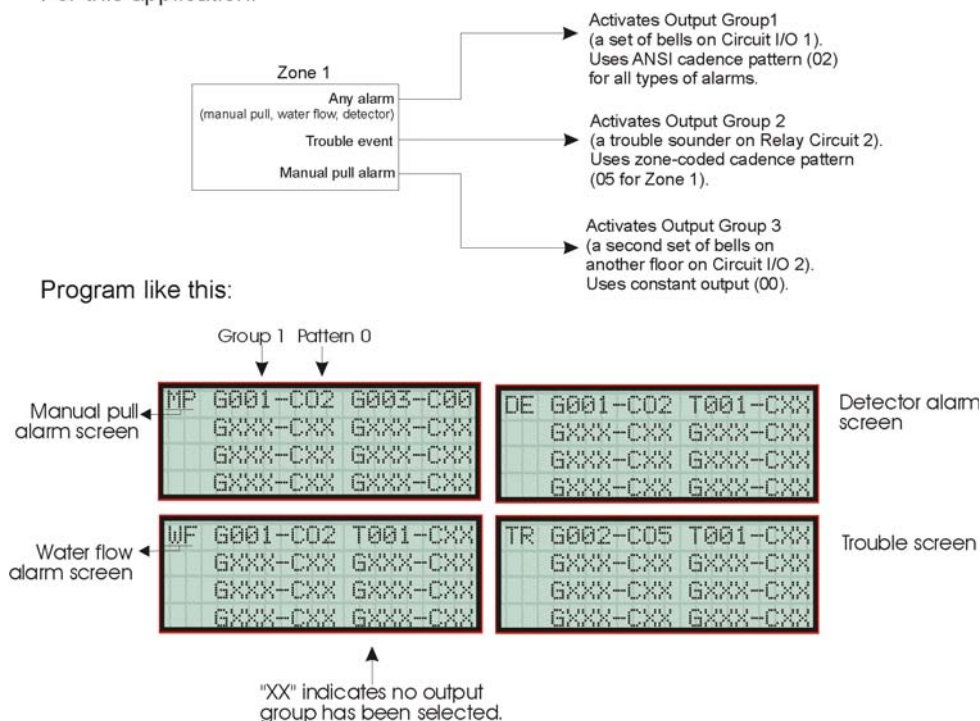 Activates Output Group1
(a set of bells on Circuit I/O 1).
Uses ANSI cadence pattern (02)
for all types of alarms.
Zone 1
Any alarm
(manual pull, water flow, detector)
Trouble event
Manual pull alarm
Activates Output Group 2
(a trouble sounder on Relay Circuit 2).
Uses zone-coded cadence pattern
(05 for Zone 1).
Activates Output Group 3
(a second set of bells on
another floor on Circuit I/O 2).
Uses constant output (00).
Program like this:
Group 1 Pattern 0
Manual pull
alarm screen
MP G001-C02 G003-C00
GXXX-CXX GXXX-CXX
GXXX-CXX GXXX-CXX
GXXX-CXX GXXX-CXX
DE G001-C02 T001-CXX
GXXX-CXX GXXX-CXX
GXXX-CXX GXXX-CXX
GXXX-CXX GXXX-CXX
Detector alarm
screen
Water flow
alarm screen
WF G001-C02 T001-CXX
GXXX-CXX GXXX-CXX
GXXX-CXX GXXX-CXX
GXXX-CXX GXXX-CXX
TR G002-C05 T001-CXX
GXXX-CXX GXXX-CXX
GXXX-CXX GXXX-CXX
GXXX-CXX GXXX-CXX
Trouble screen
"XX" indicates no output
group has been selected.